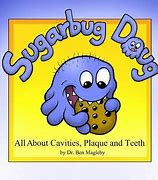 Sugarbug Doug
All About Cavities, Plaque and Teeth
by Dr. Ben Magleby